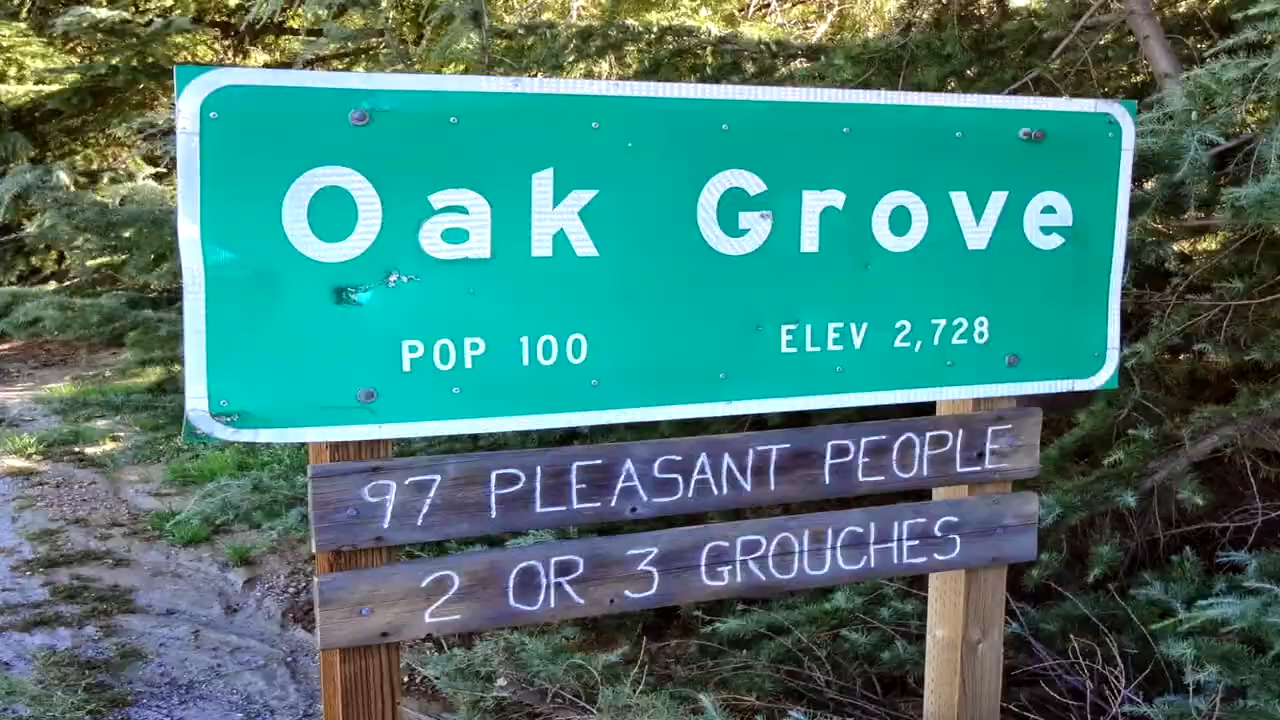 Oak Grove
POP 100 ELEV 2,728
97 PLEASANT PEOPLE
2 OR 3 GROUCHES